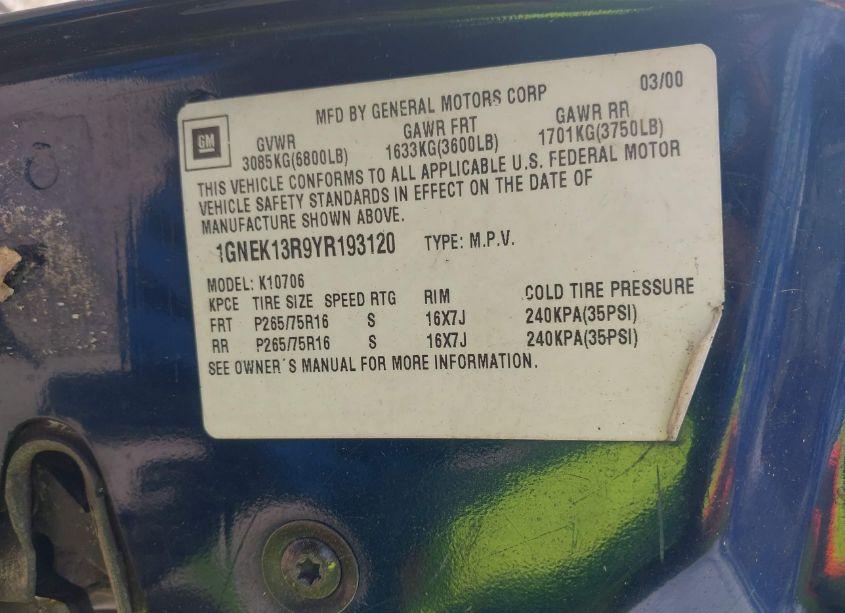 MFD BY GENERAL MOTORS CORP 03/00
GM GVWR GAWR FRT GAWR RR
3085KG(6800LB) 1633KG(3600LB) 1701KG(3750LB)
THIS VEHICLE CONFORMS TO ALL APPLICABLE U.S. FEDERAL MOTOR
VEHICLE SAFETY STANDARDS IN EFFECT ON THE DATE OF
MANUFACTURE SHOWN ABOVE.
1GNEK13R9YR193120 TYPE: M.P.V.
MODEL: K10706
KPCE TIRE SIZE SPEED RTG RIM COLD TIRE PRESSURE
FRT P265/75R16 S 16X7J 240KPA(35PSI)
RR P265/75R16 S 16X7J 240KPA(35PSI)
SEE OWNER'S MANUAL FOR MORE INFORMATION.